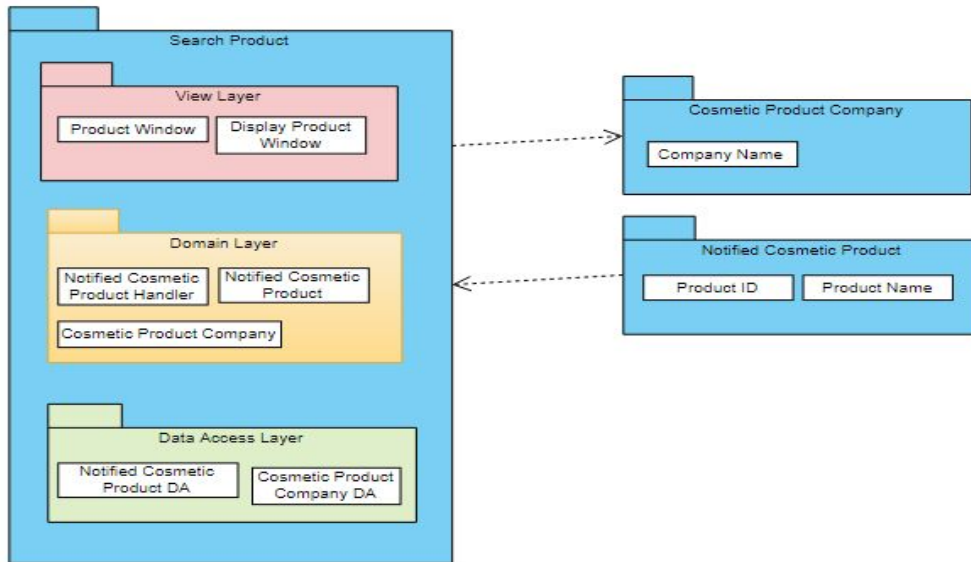 Search Product
View Layer
Product Window
Display Product
Window
Domain Layer
Notified Cosmetic
Product Handler
Notified Cosmetic
Product
Cosmetic Product Company
Data Access Layer
Notified Cosmetic
Product DA
Cosmetic Product
Company DA
Cosmetic Product Company
Company Name
Notified Cosmetic Product
Product ID
Product Name